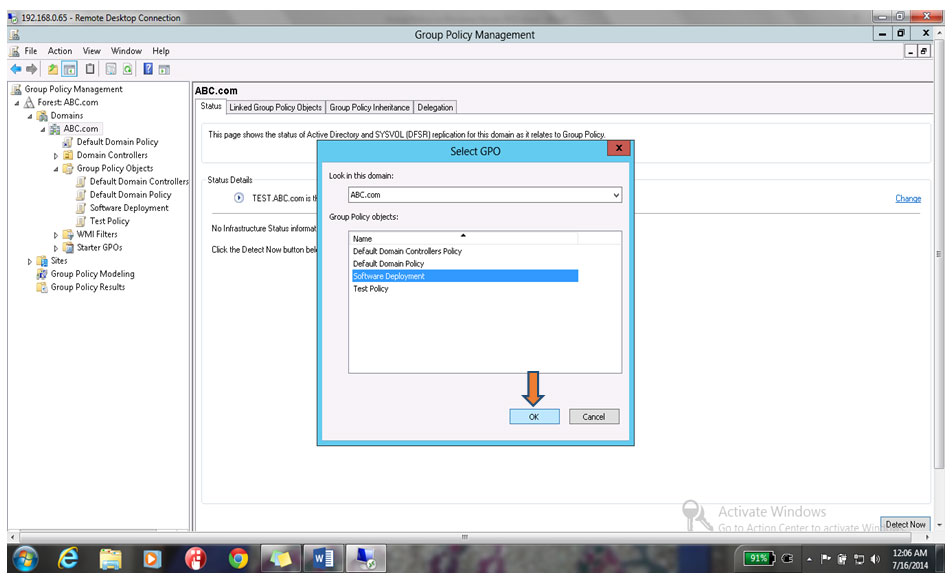 192.168.0.65 - Remote Desktop Connection
Group Policy Management
File Action View Window Help
Group Policy Management
Forest: ABC.com
Domains
ABC.com
Default Domain Policy
Domain Controllers
Group Policy Objects
Default Domain Controllers
Default Domain Policy
Software Deployment
Test Policy
WMI Filters
Starter GPOs
Sites
Group Policy Modeling
Group Policy Results
ABC.com
Status Linked Group Policy Objects Group Policy Inheritance Delegation
This page shows the status of Active Directory and SYSVOL (DFSR) replication for this domain as it relates to Group Policy.
Status Details
TEST.ABC.com is th
Change
No Infrastructure Status informat
Click the Detect Now button bel
Select GPO
X
Look in this domain:
ABC.com
Group Policy objects:
Name
Default Domain Controllers Policy
Default Domain Policy
Software Deployment
Test Policy
OK Cancel
Activate Windows
Go to Action Center to activate Win
Detect Now
91%
12:06 AM
7/16/2014